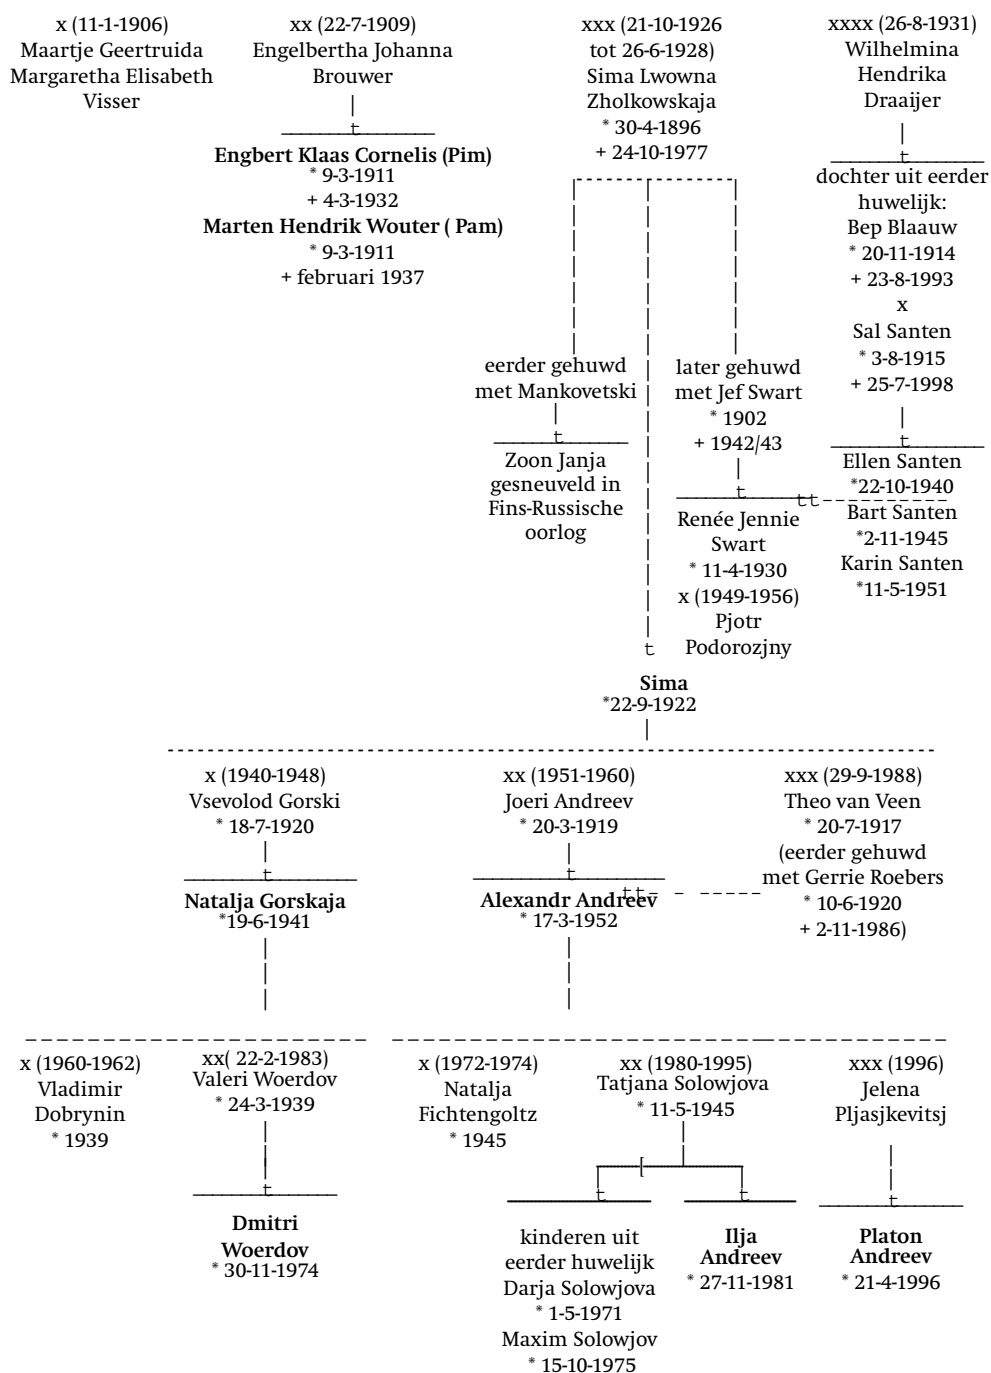 x (11-1-1906)
Maartje Geertruida
Margaretha Elisabeth
Visser
xx (22-7-1909)
Engelbertha Johanna
Brouwer
t
Engbert Klaas Cornelis (Pim)
* 9-3-1911
+ 4-3-1932
Marten Hendrik Wouter ( Pam)
* 9-3-1911
+ februari 1937
xxx (21-10-1926
tot 26-6-1928)
Sima Lwowna
Zholkowskaja
* 30-4-1896
+ 24-10-1977
xxxx (26-8-1931)
Wilhelmina
Hendrika
Draaijer
t
dochter uit eerder
huwelijk:
Bep Blaauw
* 20-11-1914
+ 23-8-1993
x
Sal Santen
* 3-8-1915
+ 25-7-1998
t
Ellen Santen
*22-10-1940
Bart Santen
*2-11-1945
Karin Santen
*11-5-1951
eerder gehuwd
met Mankovetski
t
Zoon Janja
gesneuveld in
Fins-Russische
oorlog
later gehuwd
met Jef Swart
* 1902
+ 1942/43
t
tt
Renée Jennie
Swart
* 11-4-1930
x (1949-1956)
Pjotr
Podorozjny
t
Sima
*22-9-1922
x (1940-1948)
Vsevolod Gorski
* 18-7-1920
t
Natalja Gorskaja
*19-6-1941
xx (1951-1960)
Joeri Andreev
* 20-3-1919
t
tt
Alexandr Andreev
* 17-3-1952
xxx (29-9-1988)
Theo van Veen
* 20-7-1917
(eerder gehuwd
met Gerrie Roebers
* 10-6-1920
+ 2-11-1986)
x (1960-1962)
Vladimir
Dobrynin
* 1939
xx( 22-2-1983)
Valeri Woerdov
* 24-3-1939
t
Dmitri
Woerdov
* 30-11-1974
x (1972-1974)
Natalja
Fichtengoltz
* 1945
xx (1980-1995)
Tatjana Solowjova
* 11-5-1945
[
t
kinderen uit
eerder huwelijk
Darja Solowjova
* 1-5-1971
Maxim Solowjov
* 15-10-1975
t
Ilja
Andreev
* 27-11-1981
xxx (1996)
Jelena
Pljasjkevitsj
t
Platon
Andreev
* 21-4-1996